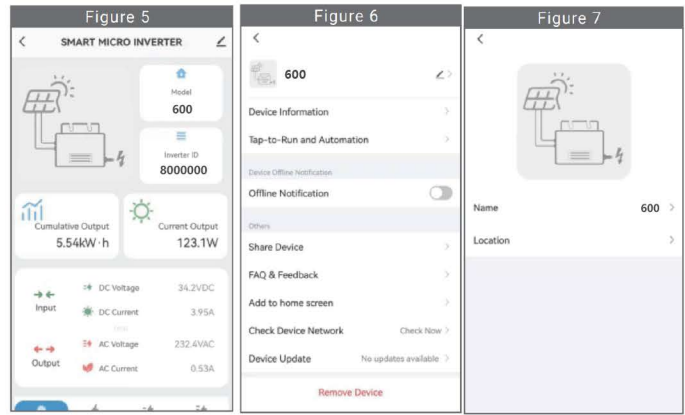 Figure 5
SMART MICRO INVERTER
Model
600
Inverter ID
8000000
Cumulative Output
5.54kW·h
Current Output
123.1W
Input
DC Voltage 34.2VDC
DC Current 3.95A
Output
AC Voltage 232.4VAC
AC Current 0.53A
Figure 6
600
Device Information
Tap-to-Run and Automation
Device Offline Notification
Offline Notification
Others
Share Device
FAQ & Feedback
Add to home screen
Check Device Network Check Now
Device Update No updates available
Remove Device
Figure 7
Name 600
Location